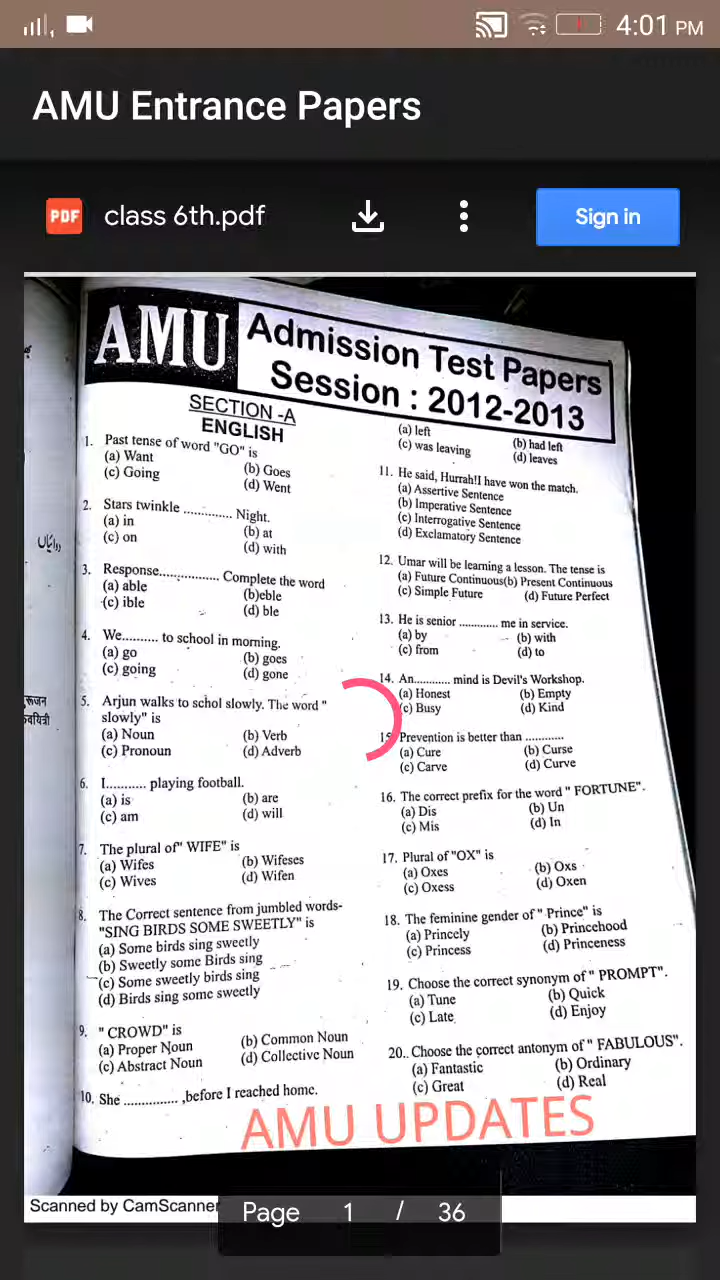 4:01 PM
AMU Entrance Papers
PDF
class 6th.pdf
Sign in
AMU
Admission Test Papers
Session : 2012-2013
SECTION -A
ENGLISH
1. Past tense of word "GO" is
(a) Want
(b) Goes
(c) Going
(d) Went
2. Stars twinkle ............. Night.
(a) in
(b) at
(c) on
(d) with
3. Response................ Complete the word
(a) able
(b)eble
(c) ible
(d) ble
4. We.......... to school in morning.
(a) go
(b) goes
(c) going
(d) gone
5. Arjun walks to schol slowly. The word "
slowly" is
(a) Noun
(b) Verb
(c) Pronoun
(d) Adverb
6. I........... playing football.
(a) is
(b) are
(c) am
(d) will
7. The plural of" WIFE" is
(a) Wifes
(b) Wifeses
(c) Wives
(d) Wifen
8. The Correct sentence from jumbled words-
"SING BIRDS SOME SWEETLY" is
(a) Some birds sing sweetly
(b) Sweetly some Birds sing
(c) Some sweetly birds sing
(d) Birds sing some sweetly
9. " CROWD" is
(a) Proper Noun
(b) Common Noun
(c) Abstract Noun
(d) Collective Noun
10. She ............... ,before I reached home.
(a) left
(b) had left
(c) was leaving
(d) leaves
11. He said, Hurrah!I have won the match.
(a) Assertive Sentence
(b) Imperative Sentence
(c) Interrogative Sentence
(d) Exclamatory Sentence
12. Umar will be learning a lesson. The tense is
(a) Future Continuous(b) Present Continuous
(c) Simple Future
(d) Future Perfect
13. He is senior ............ me in service.
(a) by
(b) with
(c) from
(d) to
14. An........... mind is Devil's Workshop.
(a) Honest
(b) Empty
(c) Busy
(d) Kind
15 Prevention is better than ...........
(a) Cure
(b) Curse
(c) Carve
(d) Curve
16. The correct prefix for the word " FORTUNE".
(a) Dis
(b) Un
(c) Mis
(d) In
17. Plural of "OX" is
(a) Oxes
(b) Oxs
(c) Oxess
(d) Oxen
18. The feminine gender of " Prince" is
(a) Princely
(b) Princehood
(c) Princess
(d) Princeness
19. Choose the correct synonym of " PROMPT".
(a) Tune
(b) Quick
(c) Late
(d) Enjoy
20.. Choose the correct antonym of " FABULOUS".
(a) Fantastic
(b) Ordinary
(c) Great
(d) Real
AMU UPDATES
Scanned by CamScanner
Page 1 / 36